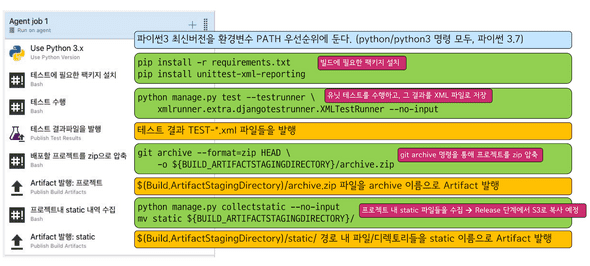 Agent job 1
Run on agent
Use Python 3.x
Use Python Version
파이썬3 최신버전을 환경변수 PATH 우선순위에 둔다. (python/python3 명령 모두, 파이썬 3.7)
테스트에 필요한 팩키지 설치
Bash
pip install -r requirements.txt
빌드에 필요한 패키지 설치
pip install unittest-xml-reporting
테스트 수행
Bash
python manage.py test --testrunner \
유닛 테스트를 수행하고, 그 결과를 XML 파일로 저장
xmlrunner.extra.djangotestrunner.XMLTestRunner --no-input
테스트 결과파일을 발행
Publish Test Results
테스트 결과 TEST-*.xml 파일들을 발행
배포할 프로젝트를 zip으로 압축
Bash
git archive --format=zip HEAD \
git archive 명령을 통해 프로젝트를 zip 압축
-o ${BUILD_ARTIFACTSTAGINGDIRECTORY}/archive.zip
Artifact 발행: 프로젝트
Publish Build Artifacts
$(Build.ArtifactStagingDirectory)/archive.zip 파일을 archive 이름으로 Artifact 발행
프로젝트내 static 내역 수집
Bash
python manage.py collectstatic --no-input
프로젝트 내 static 파일들을 수집 → Release 단계에서 S3로 복사 예정
mv static ${BUILD_ARTIFACTSTAGINGDIRECTORY}/
Artifact 발행: static
Publish Build Artifacts
$(Build.ArtifactStagingDirectory)/static/ 경로 내 파일/디렉토리들을 static 이름으로 Artifact 발행